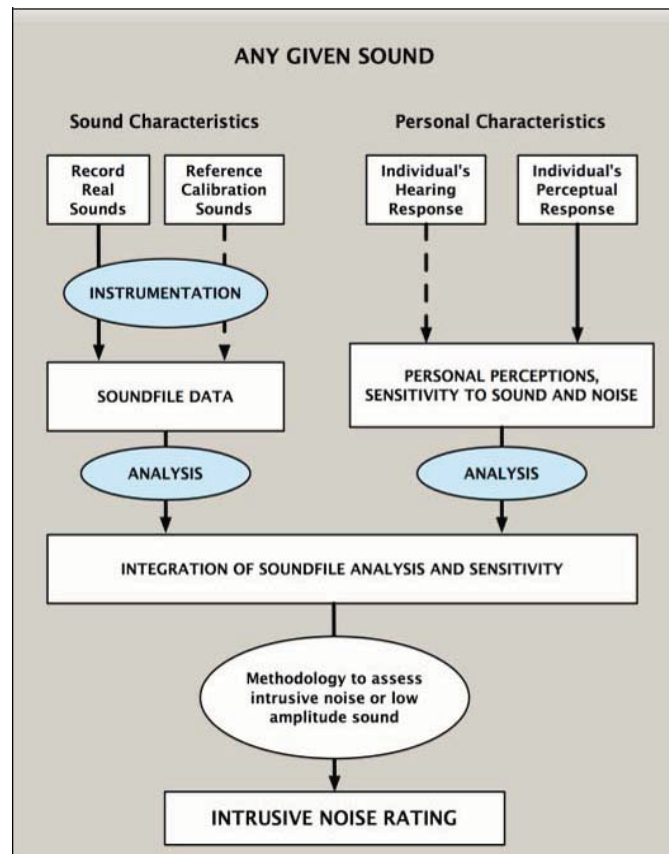 ANY GIVEN SOUND
Sound Characteristics
Personal Characteristics
Record
Real
Sounds
Reference
Calibration
Sounds
Individual's
Hearing
Response
Individual's
Perceptual
Response
INSTRUMENTATION
SOUNDFILE DATA
PERSONAL PERCEPTIONS,
SENSITIVITY TO SOUND AND NOISE
ANALYSIS
ANALYSIS
INTEGRATION OF SOUNDFILE ANALYSIS AND SENSITIVITY
Methodology to assess
intrusive noise or low
amplitude sound
INTRUSIVE NOISE RATING